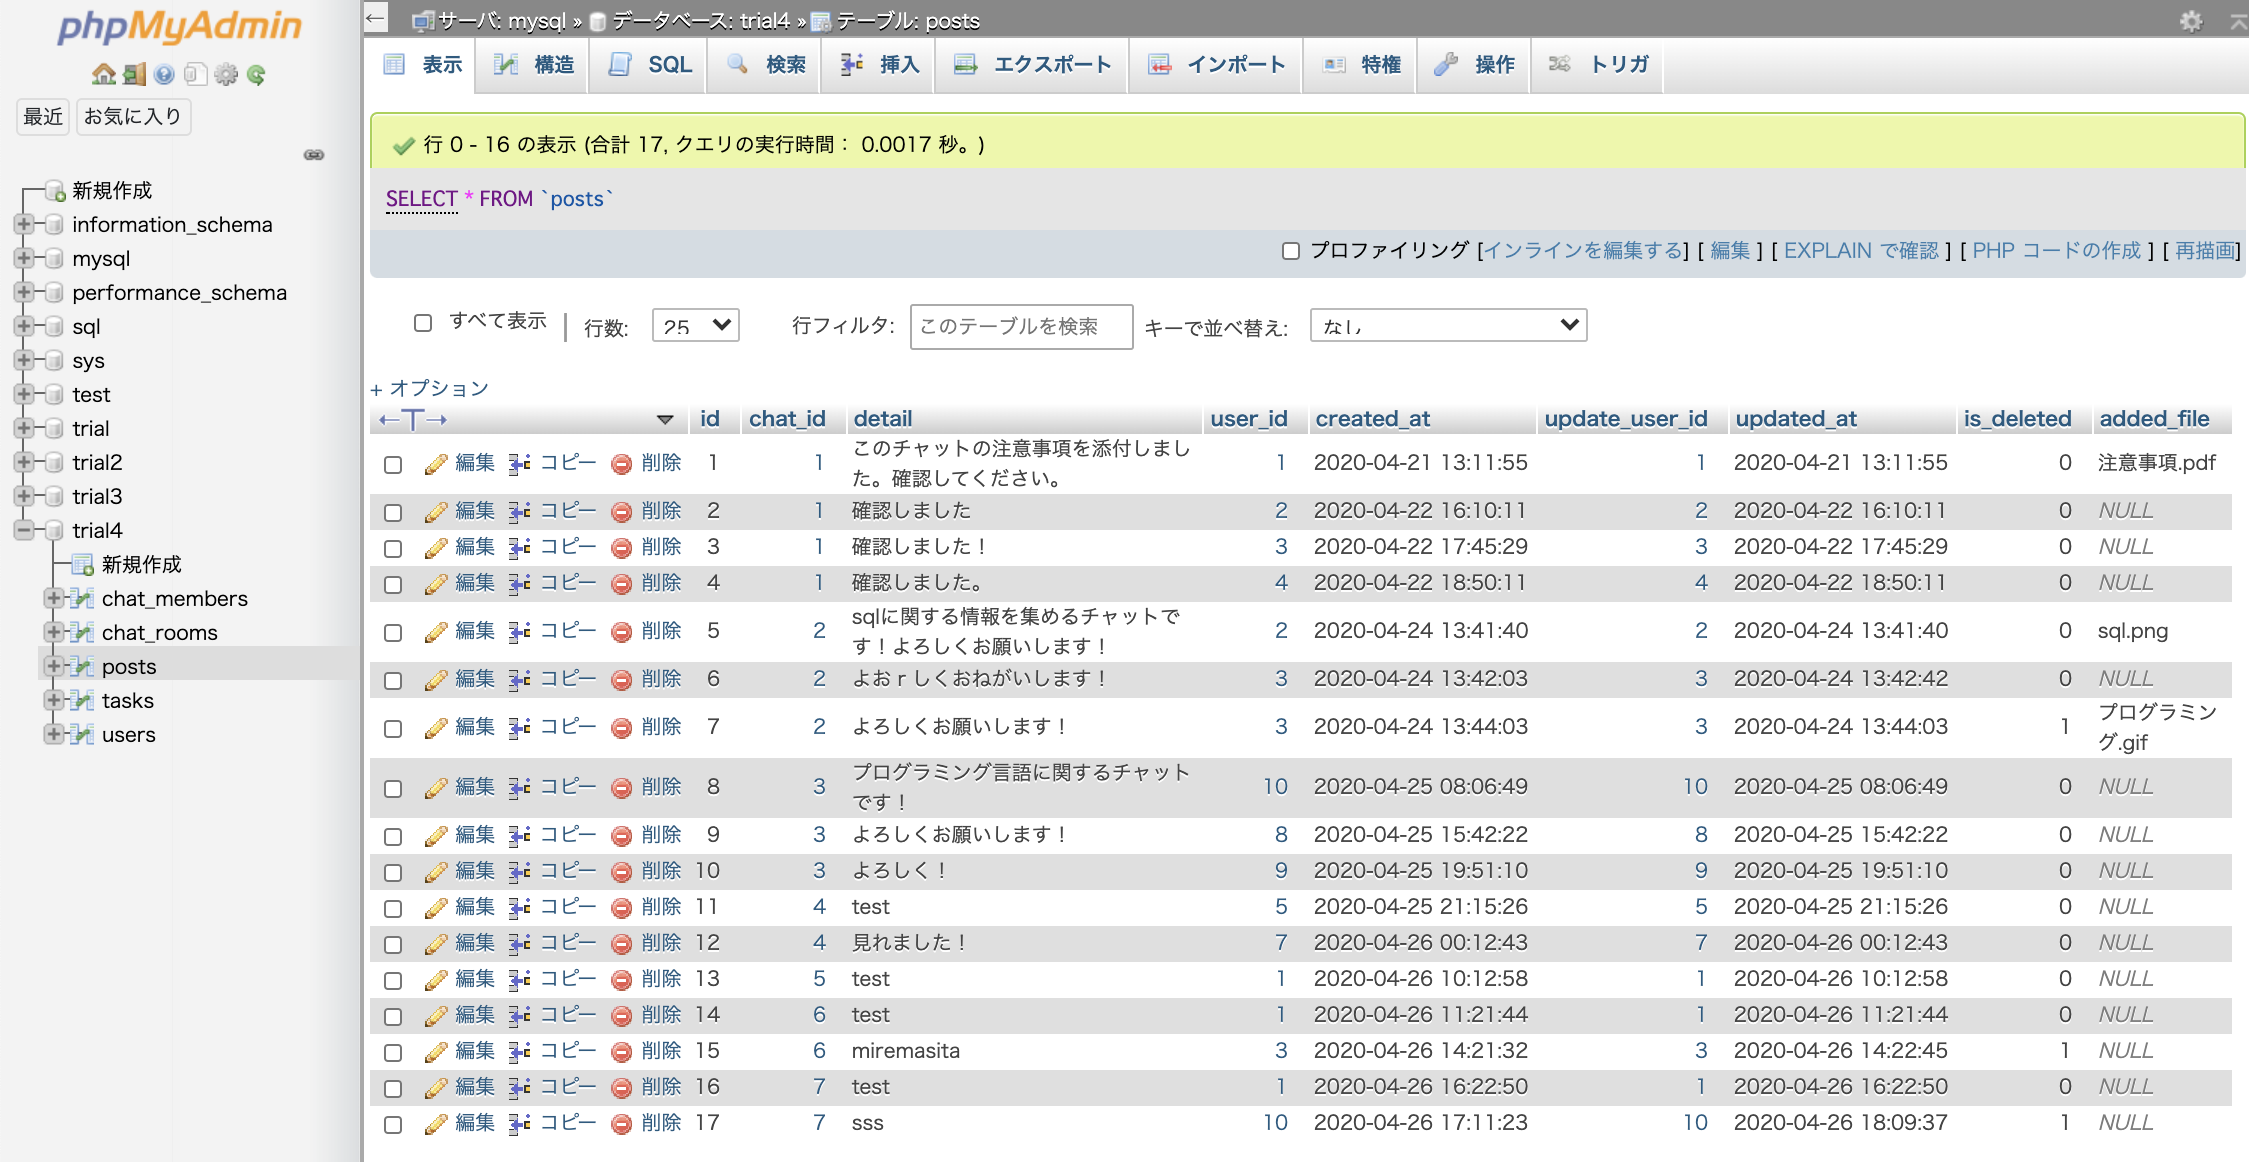 phpMyAdmin
最近 お気に入り
新規作成
information_schema
mysql
performance_schema
sql
sys
test
trial
trial2
trial3
trial4
新規作成
chat_members
chat_rooms
posts
tasks
users
サーバ: mysql » データベース: trial4 » テーブル: posts
表示 構造 SQL 検索 挿入 エクスポート インポート 特権 操作 トリガ
行 0 - 16 の表示 (合計 17, クエリの実行時間： 0.0017 秒。)
SELECT * FROM `posts`
プロファイリング [インラインを編集する] [ 編集 ] [ EXPLAIN で確認 ] [ PHP コードの作成 ] [ 再描画]
すべて表示 | 行数: 25 行フィルタ: このテーブルを検索 キーで並べ替え: なし
+ オプション
←T→ id chat_id detail user_id created_at update_user_id updated_at is_deleted added_file
編集 コピー 削除 1 1 このチャットの注意事項を添付しまし
た。確認してください。 1 2020-04-21 13:11:55 1 2020-04-21 13:11:55 0 注意事項.pdf
編集 コピー 削除 2 1 確認しました 2 2020-04-22 16:10:11 2 2020-04-22 16:10:11 0 NULL
編集 コピー 削除 3 1 確認しました！ 3 2020-04-22 17:45:29 3 2020-04-22 17:45:29 0 NULL
編集 コピー 削除 4 1 確認しました。 4 2020-04-22 18:50:11 4 2020-04-22 18:50:11 0 NULL
編集 コピー 削除 5 2 sqlに関する情報を集めるチャットで
す！よろしくお願いします！ 2 2020-04-24 13:41:40 2 2020-04-24 13:41:40 0 sql.png
編集 コピー 削除 6 2 よおｒしくおねがいします！ 3 2020-04-24 13:42:03 3 2020-04-24 13:42:42 0 NULL
編集 コピー 削除 7 2 よろしくお願いします！ 3 2020-04-24 13:44:03 3 2020-04-24 13:44:03 1 プログラミン
グ.gif
編集 コピー 削除 8 3 プログラミング言語に関するチャット
です！ 10 2020-04-25 08:06:49 10 2020-04-25 08:06:49 0 NULL
編集 コピー 削除 9 3 よろしくお願いします！ 8 2020-04-25 15:42:22 8 2020-04-25 15:42:22 0 NULL
編集 コピー 削除 10 3 よろしく！ 9 2020-04-25 19:51:10 9 2020-04-25 19:51:10 0 NULL
編集 コピー 削除 11 4 test 5 2020-04-25 21:15:26 5 2020-04-25 21:15:26 0 NULL
編集 コピー 削除 12 4 見れました！ 7 2020-04-26 00:12:43 7 2020-04-26 00:12:43 0 NULL
編集 コピー 削除 13 5 test 1 2020-04-26 10:12:58 1 2020-04-26 10:12:58 0 NULL
編集 コピー 削除 14 6 test 1 2020-04-26 11:21:44 1 2020-04-26 11:21:44 0 NULL
編集 コピー 削除 15 6 miremasita 3 2020-04-26 14:21:32 3 2020-04-26 14:22:45 1 NULL
編集 コピー 削除 16 7 test 1 2020-04-26 16:22:50 1 2020-04-26 16:22:50 0 NULL
編集 コピー 削除 17 7 sss 10 2020-04-26 17:11:23 10 2020-04-26 18:09:37 1 NULL